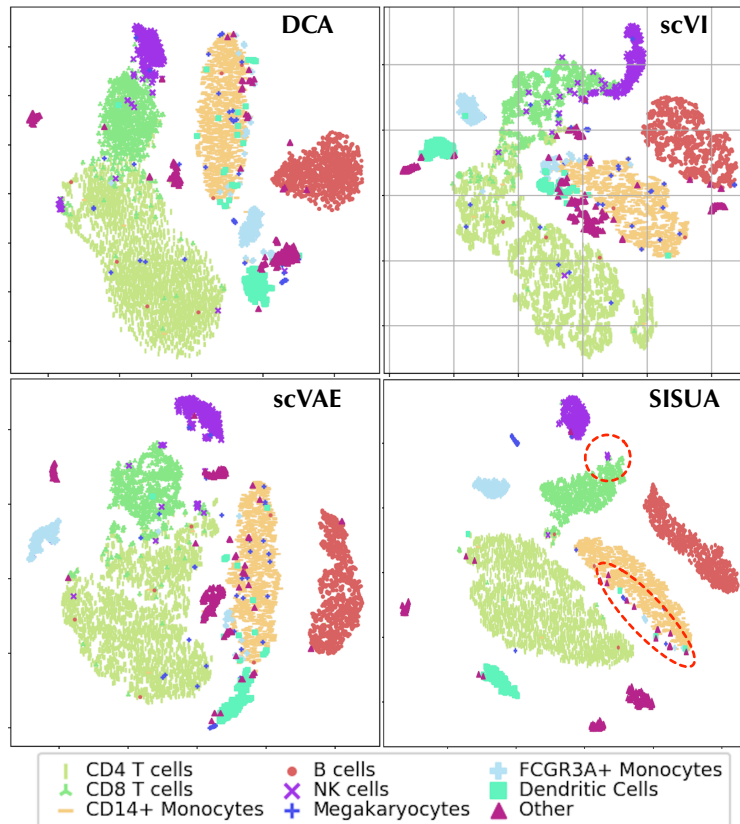 DCA
scVI
scVAE
SISUA
CD4 T cells
B cells
FCGR3A+ Monocytes
CD8 T cells
NK cells
Dendritic Cells
CD14+ Monocytes
Megakaryocytes
Other